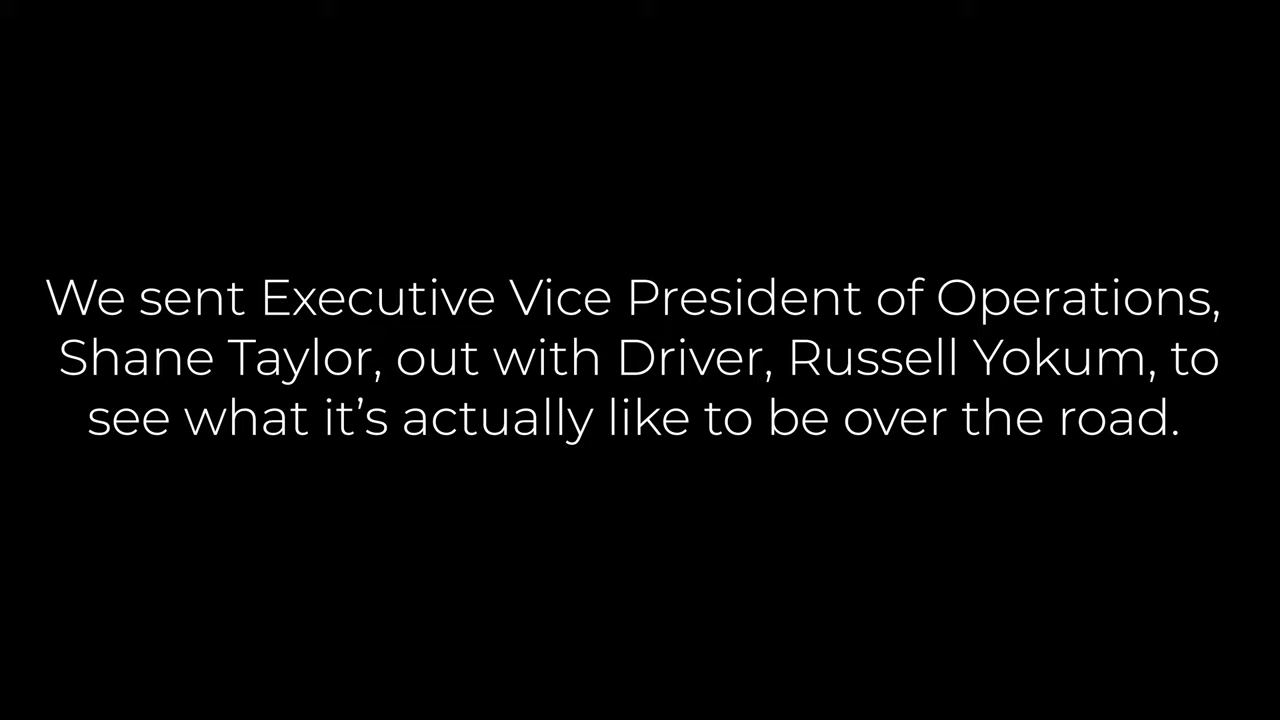 We sent Executive Vice President of Operations,
Shane Taylor, out with Driver, Russell Yokum, to
see what it’s actually like to be over the road.